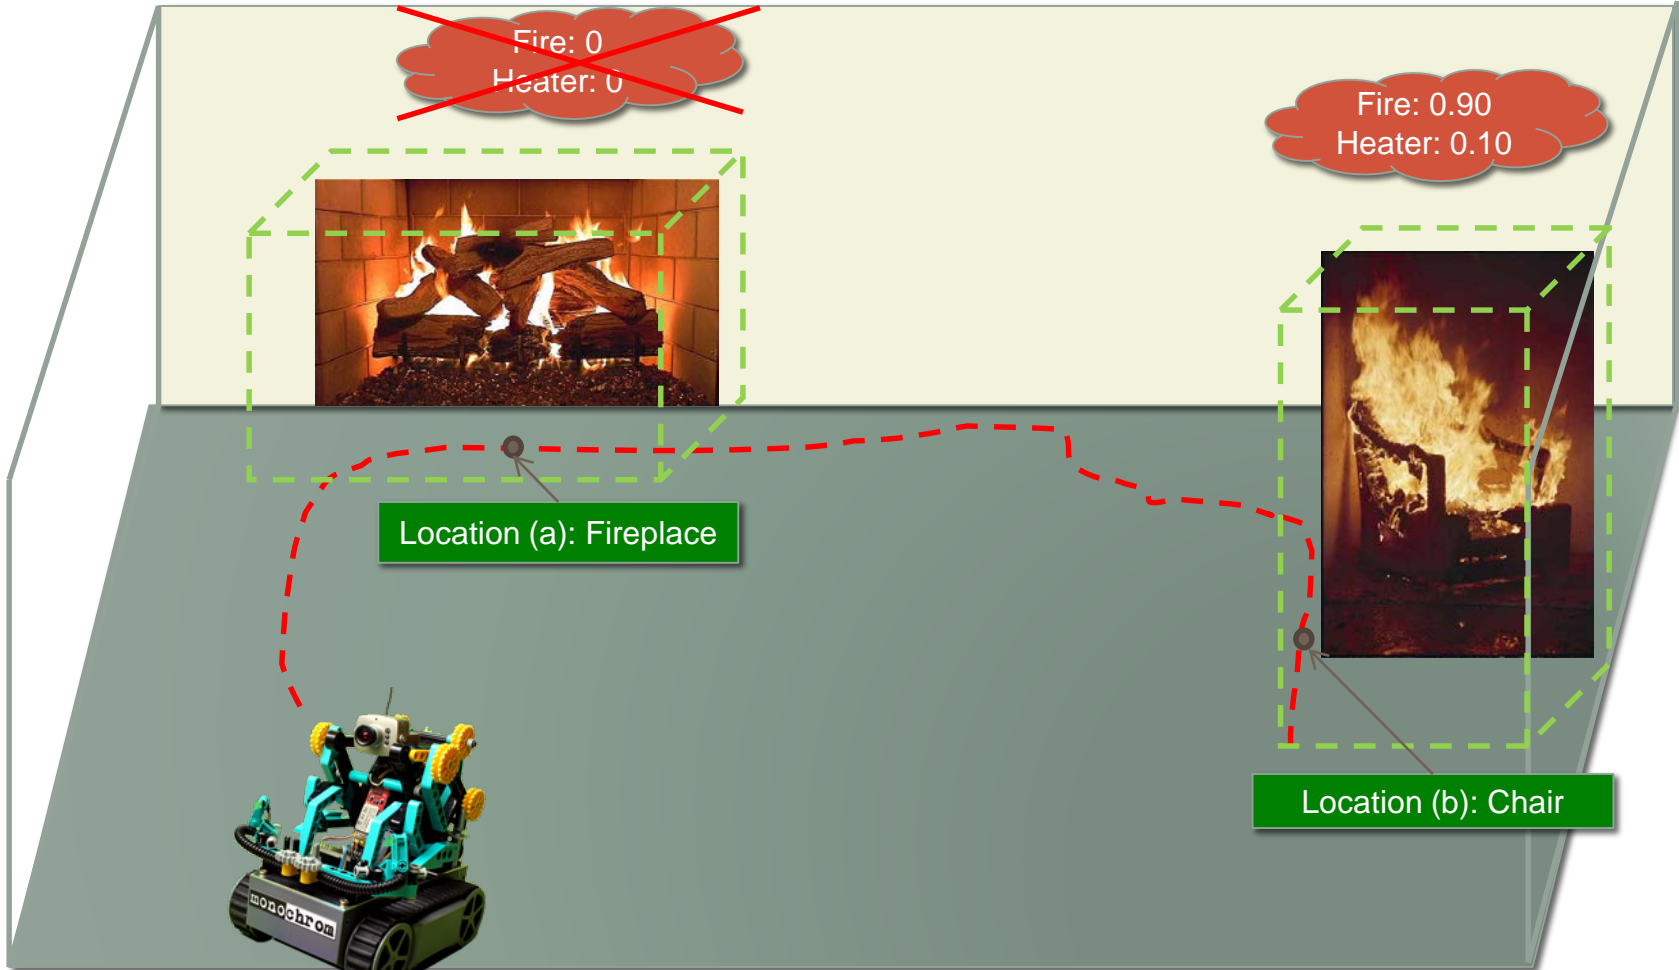 Fire: 0
Heater: 0
Fire: 0.90
Heater: 0.10
Location (a): Fireplace
Location (b): Chair
monochrom